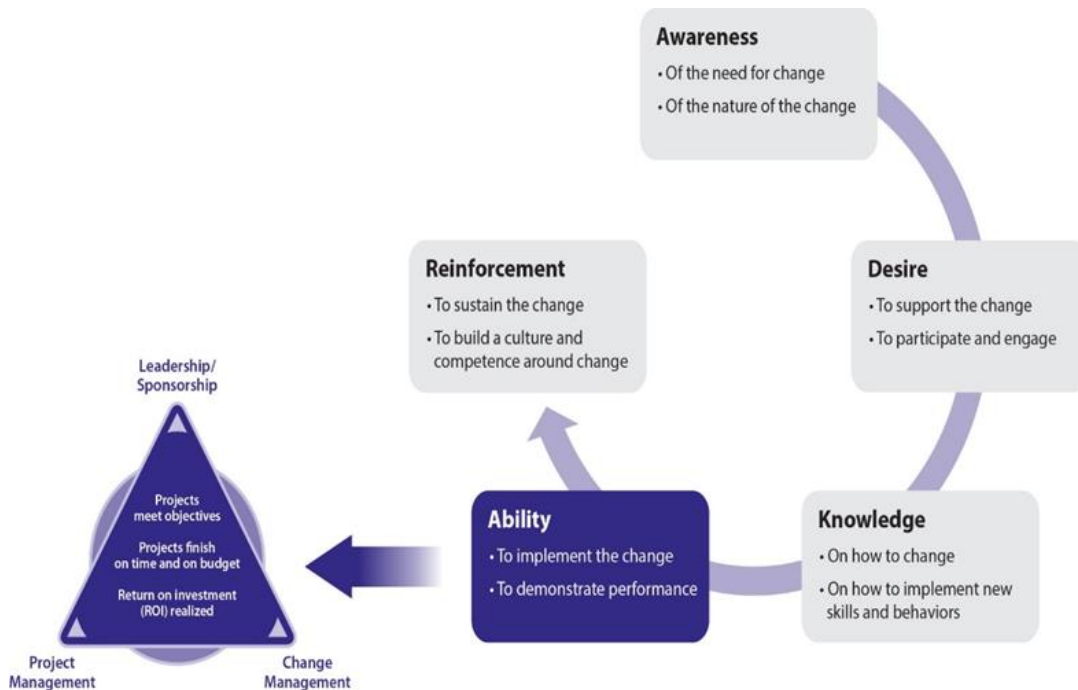 Awareness
• Of the need for change
• Of the nature of the change
Desire
• To support the change
• To participate and engage
Knowledge
• On how to change
• On how to implement new
skills and behaviors
Ability
• To implement the change
• To demonstrate performance
Reinforcement
• To sustain the change
• To build a culture and
competence around change
Leadership/
Sponsorship
Projects
meet objectives
Projects finish
on time and on budget
Return on investment
(ROI) realized
Project
Management
Change
Management